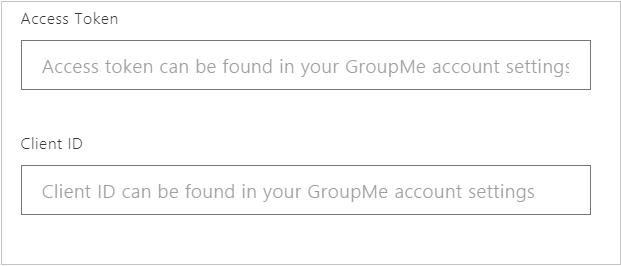 Access Token
Access token can be found in your GroupMe account settings
Client ID
Client ID can be found in your GroupMe account settings